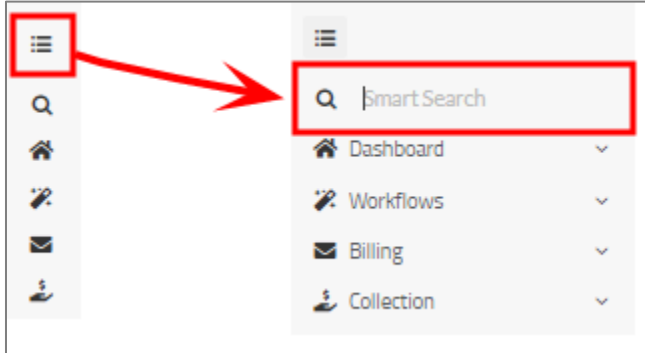 Smart Search
Dashboard
Workflows
Billing
Collection